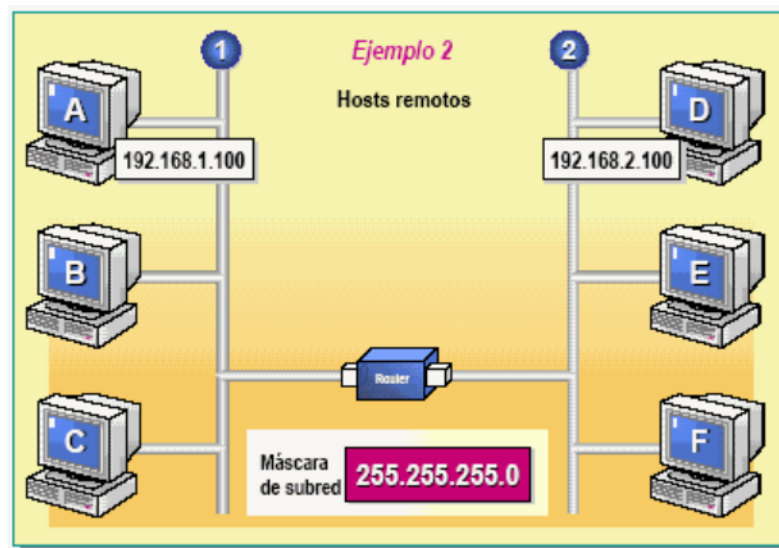 1
Ejemplo 2
2
Hosts remotos
A
D
192.168.1.100
192.168.2.100
B
E
Router
C
F
Máscara
de subred
255.255.255.0